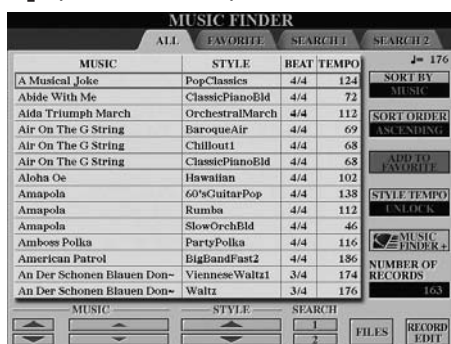 MUSIC FINDER
ALL FAVORITE SEARCH 1 SEARCH 2
MUSIC STYLE BEAT TEMPO
♩= 176
A Musical Joke PopClassics 4/4 124
Abide With Me ClassicPianoBld 4/4 72
Aida Triumph March OrchestralMarch 4/4 112
Air On The G String BaroqueAir 4/4 69
Air On The G String Chillout1 4/4 68
Air On The G String ClassicPianoBld 4/4 68
Aloha Oe Hawaiian 4/4 102
Amapola 60'sGuitarPop 4/4 138
Amapola Rumba 4/4 112
Amapola SlowOrchBld 4/4 46
Amboss Polka PartyPolka 4/4 116
American Patrol BigBandFast2 4/4 186
An Der Schonen Blauen Don~ VienneseWaltz1 3/4 174
An Der Schonen Blauen Don~ Waltz 3/4 176
SORT BY
MUSIC
SORT ORDER
ASCENDING
ADD TO
FAVORITE
STYLE TEMPO
UNLOCK
MUSIC
FINDER+
NUMBER OF
RECORDS
163
MUSIC STYLE SEARCH
1
2
FILES
RECORD
EDIT